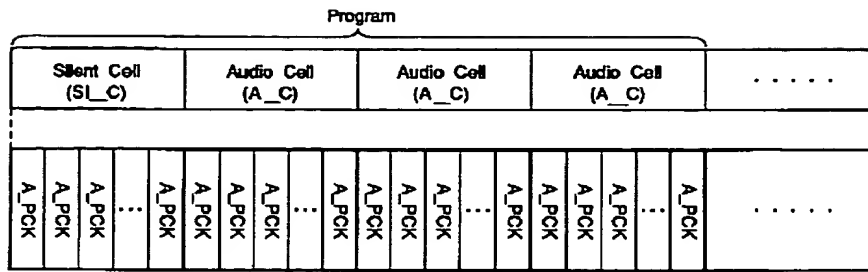 Program
Silent Cell Audio Cell Audio Cell Audio Cell
(SI_C) (A_C) (A_C) (A_C) . . . . .
A_PCK A_PCK A_PCK ... A_PCK A_PCK A_PCK A_PCK ... A_PCK A_PCK A_PCK A_PCK ... A_PCK A_PCK A_PCK A_PCK ... A_PCK . . . . .